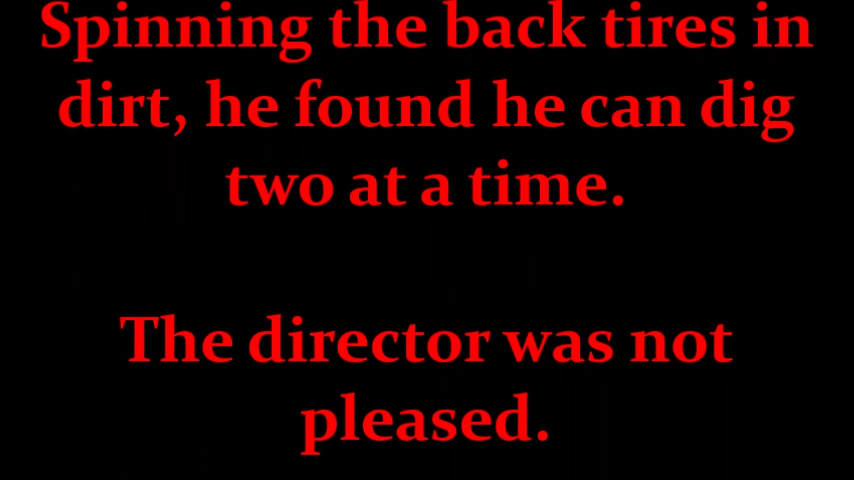 Spinning the back tires in
dirt, he found he can dig
two at a time.
The director was not
pleased.